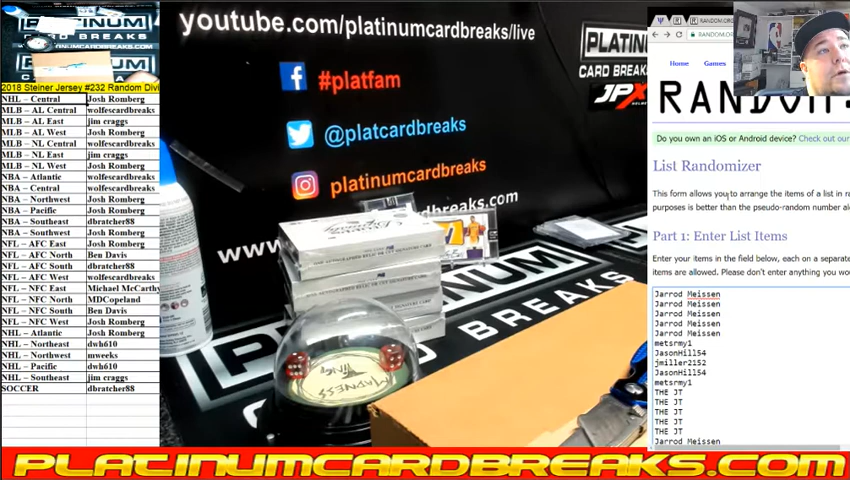 youtube.com/platinumcardbreaks/live
#platfam
@platcardbreaks
platinumcardbreaks
2018 Steiner Jersey #232 Random Divi
NHL – Central Josh Romberg
MLB – AL Central wolfescardbreaks
MLB – AL East jim craggs
MLB – AL West Josh Romberg
MLB – NL Central wolfescardbreaks
MLB – NL East jim craggs
MLB – NL West Josh Romberg
NBA – Atlantic wolfescardbreaks
NBA – Central wolfescardbreaks
NBA – Northwest Josh Romberg
NBA – Pacific Josh Romberg
NBA – Southeast dbratcher88
NBA – Southwest Josh Romberg
NFL – AFC East Josh Romberg
NFL – AFC North Ben Davis
NFL – AFC South dbratcher88
NFL – AFC West wolfescardbreaks
NFL – NFC East Michael McCarthy
NFL – NFC North MDCopeland
NFL – NFC South Ben Davis
NFL – NFC West Josh Romberg
NHL – Atlantic Josh Romberg
NHL – Northeast dwh610
NHL – Northwest mweeks
NHL – Pacific dwh610
NHL – Southeast jim craggs
SOCCER dbratcher88
PLATINUM
CARD BREAKS
JPX
www.
s.com
PLATINUM
BREAKS
MADNESS
RANDOM.ORG
Home Games
RANDOM
Do you own an iOS or Android device? Check out our
List Randomizer
This form allows you to arrange the items of a list in ra
purposes is better than the pseudo-random number al
Part 1: Enter List Items
Enter your items in the field below, each on a separate
items are allowed. Please don't enter anything you wo
Jarrod Meissen
Jarrod Meissen
Jarrod Meissen
Jarrod Meissen
Jarrod Meissen
metsrmy1
JasonHill54
jmiller2152
JasonHill54
metsrmy1
THE JT
THE JT
THE JT
THE JT
THE JT
Jarrod Meissen
PLATINUMCARDBREAKS.COM